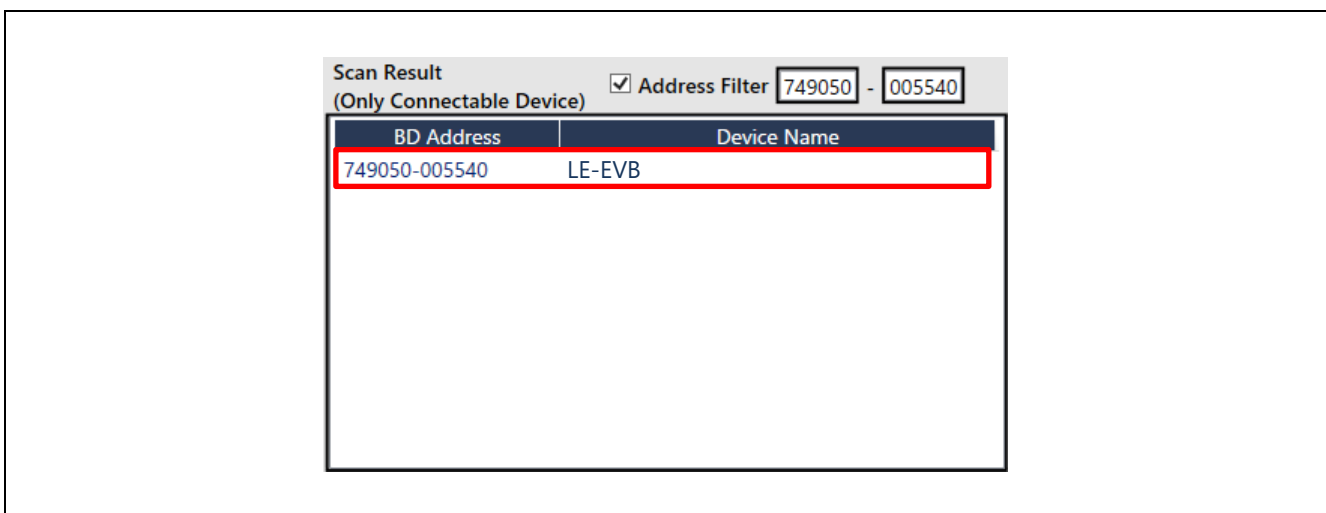 Scan Result
(Only Connectable Device)
Address Filter 749050 - 005540
BD Address Device Name
749050-005540 LE-EVB